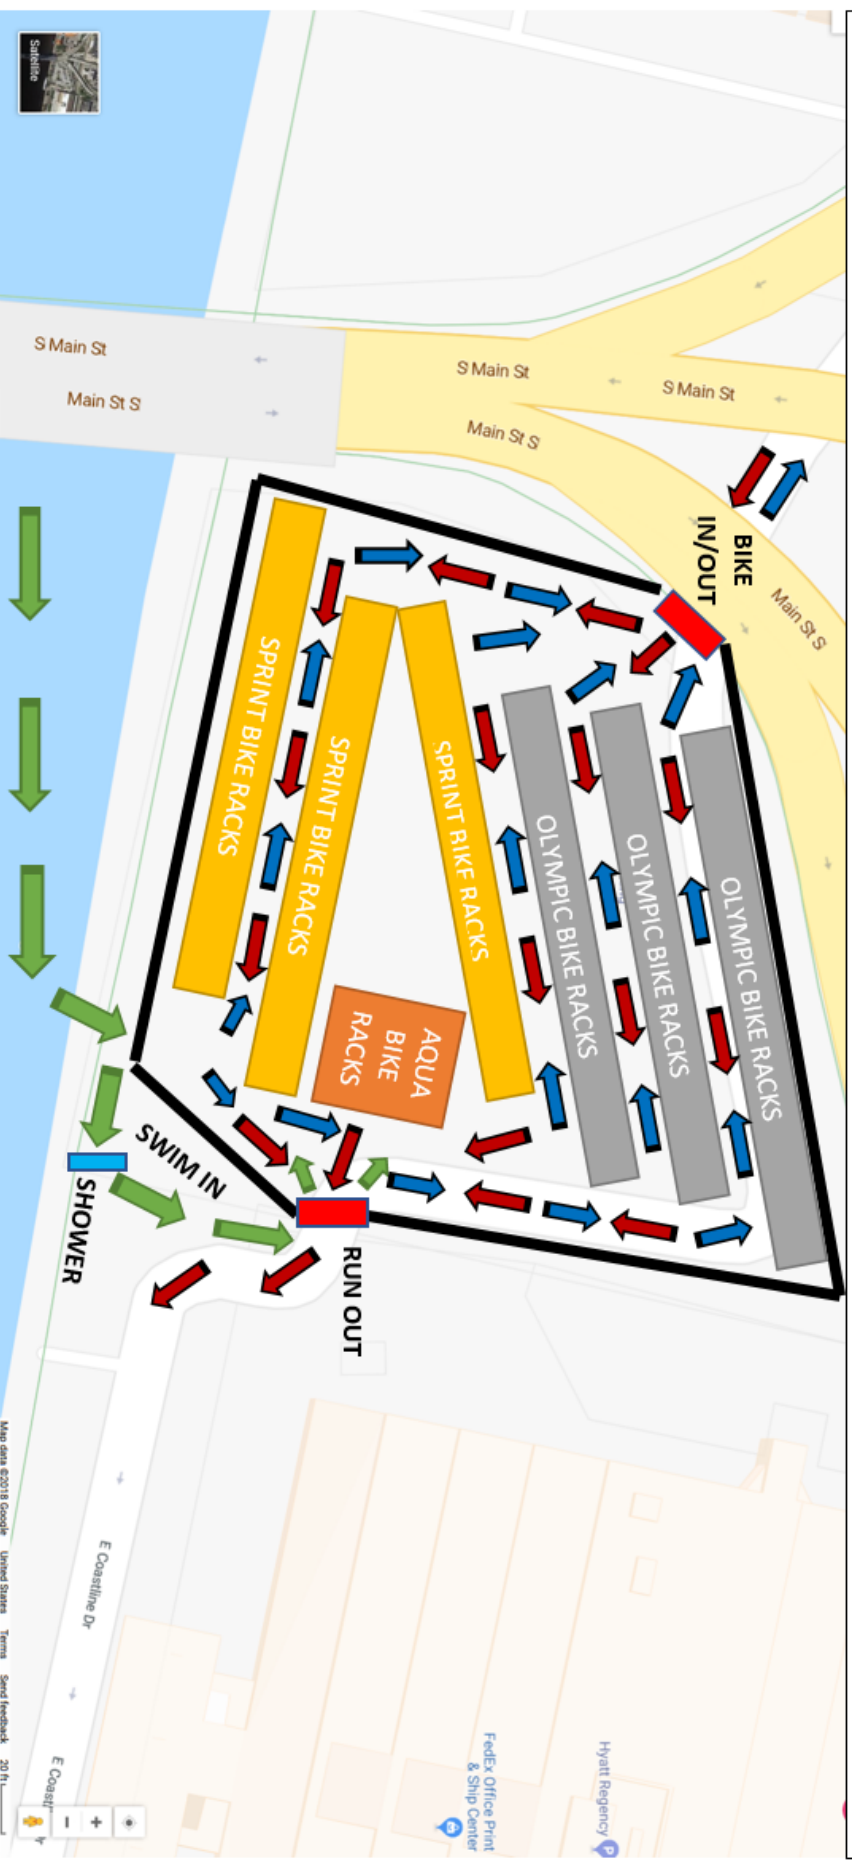 Satellite
S Main St
Main St S
S Main St
S Main St
Main St S
Main St S
BIKE
IN/OUT
SPRINT BIKE RACKS
SPRINT BIKE RACKS
SPRINT BIKE RACKS
OLYMPIC BIKE RACKS
OLYMPIC BIKE RACKS
OLYMPIC BIKE RACKS
AQUA
BIKE
RACKS
SWIM IN
SHOWER
RUN OUT
E Coastline Dr
FedEx Office Print
& Ship Center
Hyatt Regency
P
Map data ©2018 Google United States Terms Send feedback 20 ft